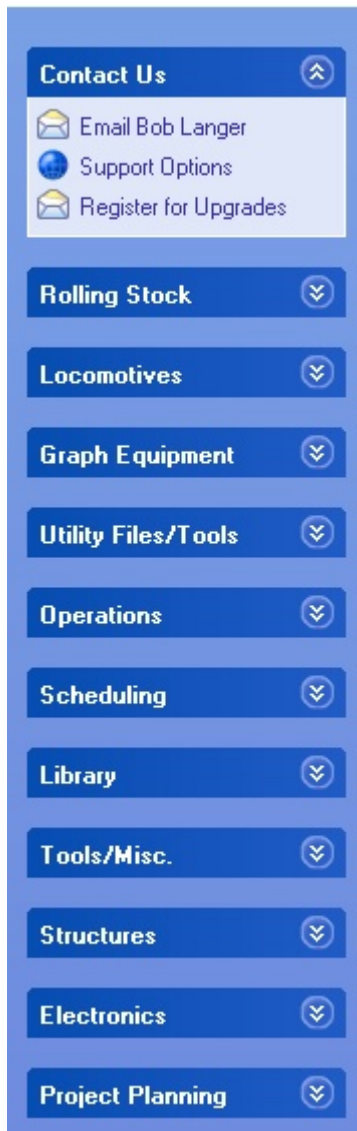 Contact Us
Email Bob Langer
Support Options
Register for Upgrades
Rolling Stock
Locomotives
Graph Equipment
Utility Files/Tools
Operations
Scheduling
Library
Tools/Misc.
Structures
Electronics
Project Planning